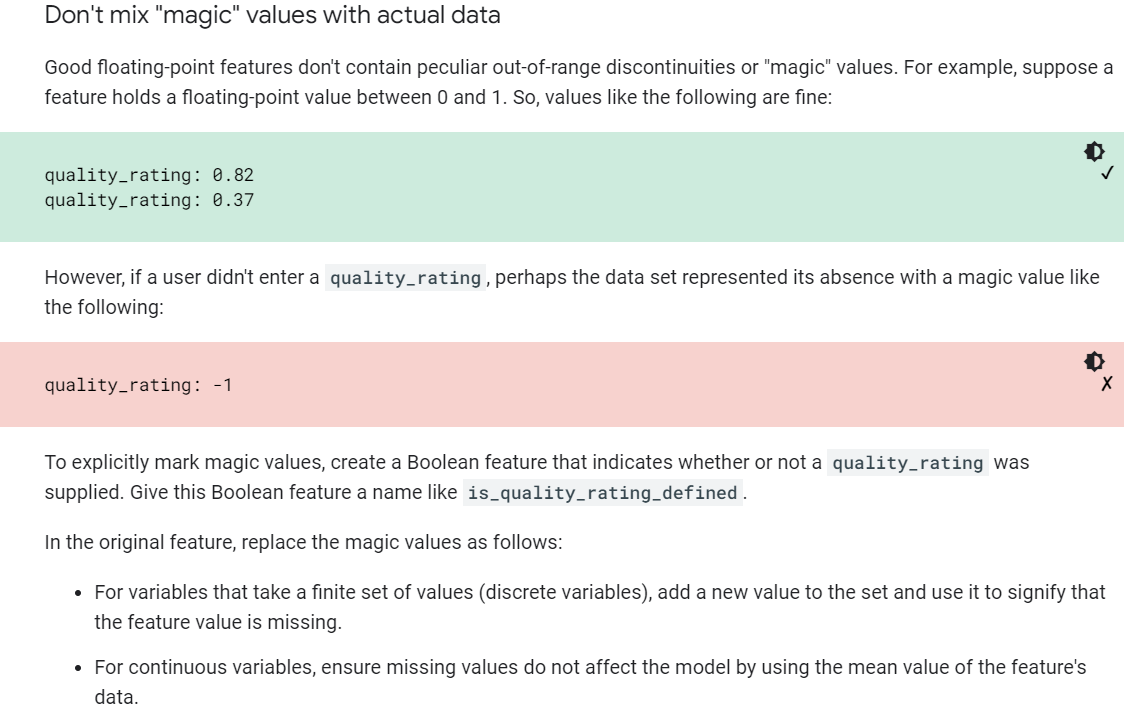 Don't mix "magic" values with actual data
Good floating-point features don't contain peculiar out-of-range discontinuities or "magic" values. For example, suppose a
feature holds a floating-point value between 0 and 1. So, values like the following are fine:
quality_rating: 0.82
quality_rating: 0.37
However, if a user didn't enter a quality_rating, perhaps the data set represented its absence with a magic value like
the following:
quality_rating: -1
To explicitly mark magic values, create a Boolean feature that indicates whether or not a quality_rating was
supplied. Give this Boolean feature a name like is_quality_rating_defined.
In the original feature, replace the magic values as follows:
• For variables that take a finite set of values (discrete variables), add a new value to the set and use it to signify that
the feature value is missing.
• For continuous variables, ensure missing values do not affect the model by using the mean value of the feature's
data.